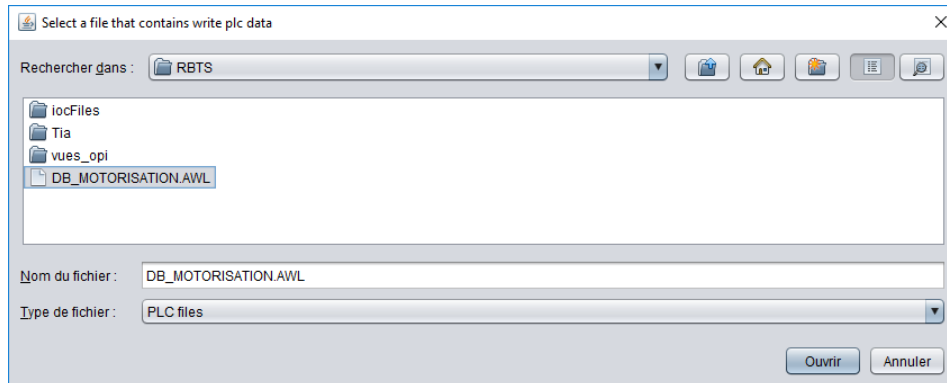 Select a file that contains write plc data
Rechercher dans : RBTS
iocFiles
Tia
vues_opi
DB_MOTORISATION.AWL
Nom du fichier : DB_MOTORISATION.AWL
Type de fichier : PLC files
Ouvrir Annuler